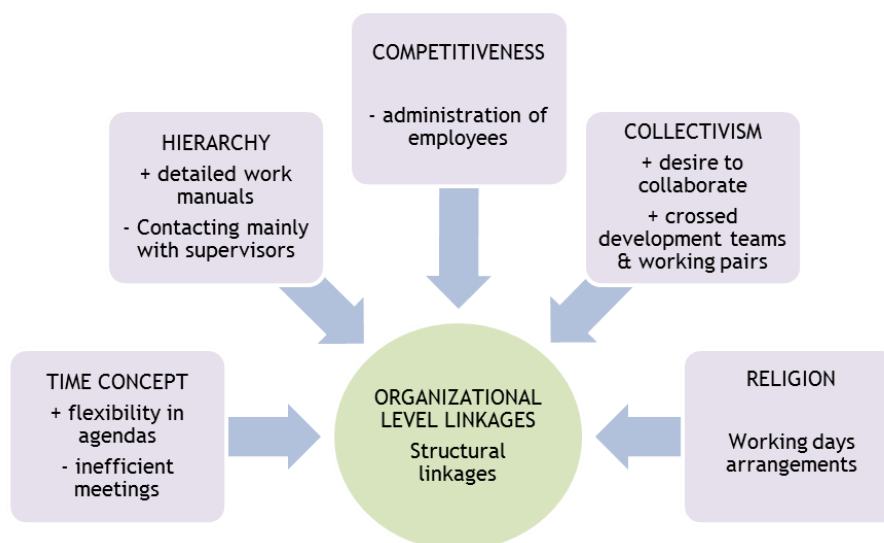 COMPETITIVENESS
- administration of
employees
HIERARCHY
+ detailed work
manuals
- Contacting mainly
with supervisors
COLLECTIVISM
+ desire to
collaborate
+ crossed
development teams
& working pairs
TIME CONCEPT
+ flexibility in
agendas
- inefficient
meetings
ORGANIZATIONAL
LEVEL LINKAGES
Structural
linkages
RELIGION
Working days
arrangements